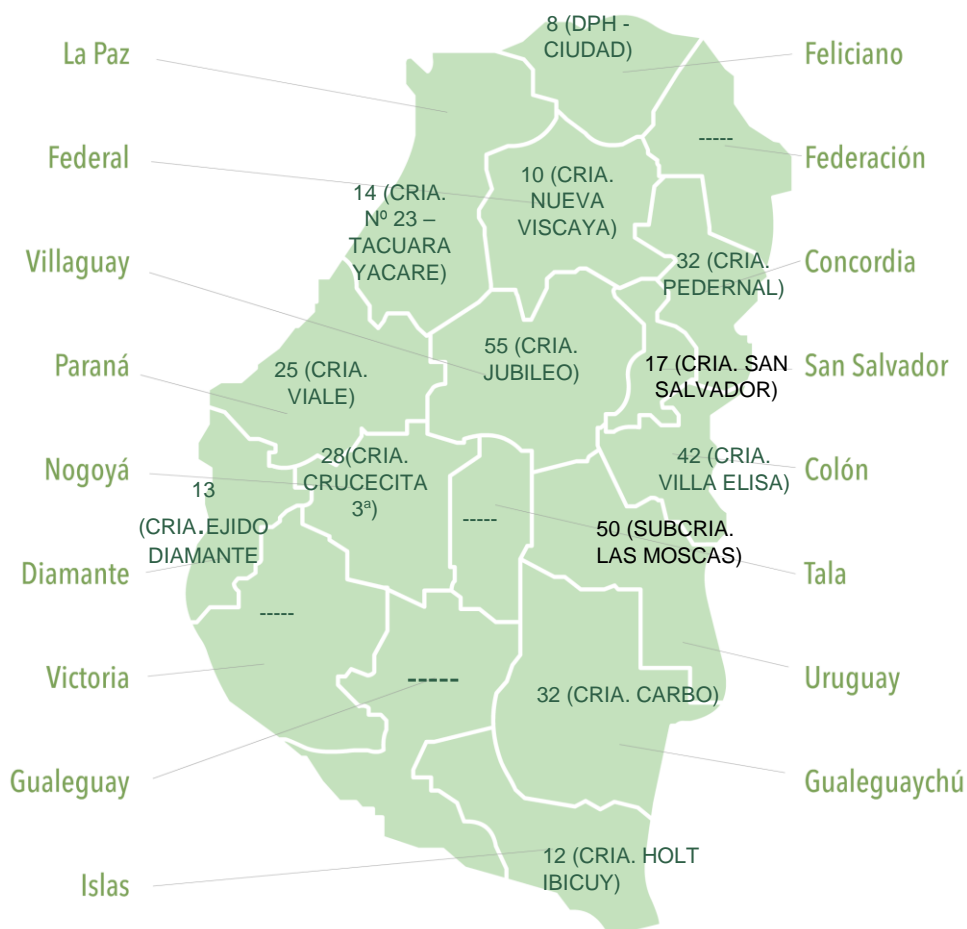 8 (DPH -
CIUDAD)
La Paz
Feliciano
-----
Federal
Federación
10 (CRIA.
NUEVA
VISCAYA)
14 (CRIA.
Nº 23 –
TACUARA
YACARE)
Villaguay
32 (CRIA.
PEDERNAL)
Concordia
55 (CRIA.
JUBILEO)
Paraná
25 (CRIA.
VIALE)
17 (CRIA. SAN
SALVADOR)
San Salvador
Nogoyá
28(CRIA.
CRUCECITA
3ª)
42 (CRIA.
VILLA ELISA)
Colón
13
(CRIA.EJIDO
DIAMANTE
-----
50 (SUBCRIA.
LAS MOSCAS)
Diamante
Tala
-----
Victoria
-----
32 (CRIA. CARBO)
Uruguay
Gualeguay
Gualeguaychú
12 (CRIA. HOLT
IBICUY)
Islas